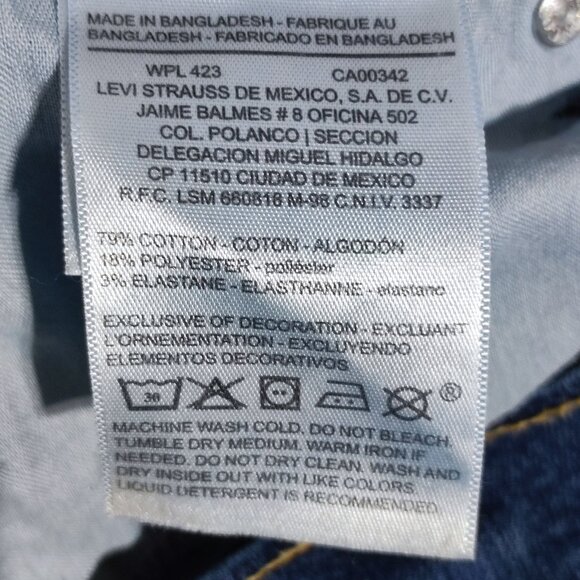 MADE IN BANGLADESH - FABRIQUE AU
BANGLADESH - FABRICADO EN BANGLADESH
WPL 423 CA00342
LEVI STRAUSS DE MEXICO, S.A. DE C.V.
JAIME BALMES # 8 OFICINA 502
COL. POLANCO | SECCION
DELEGACION MIGUEL HIDALGO
CP 11510 CIUDAD DE MEXICO
R.F.C. LSM 660818 M-98 C.N.I.V. 3337
79% COTTON - COTON - ALGODÓN
18% POLYESTER - poliéster
3% ELASTANE - ELASTHANNE - elastano
EXCLUSIVE OF DECORATION - EXCLUANT
L'ORNEMENTATION - EXCLUYENDO
ELEMENTOS DECORATIVOS
30 ®
MACHINE WASH COLD. DO NOT BLEACH.
TUMBLE DRY MEDIUM. WARM IRON IF
NEEDED. DO NOT DRY CLEAN. WASH AND
DRY INSIDE OUT WITH LIKE COLORS
LIQUID DETERGENT IS RECOMMENDED.